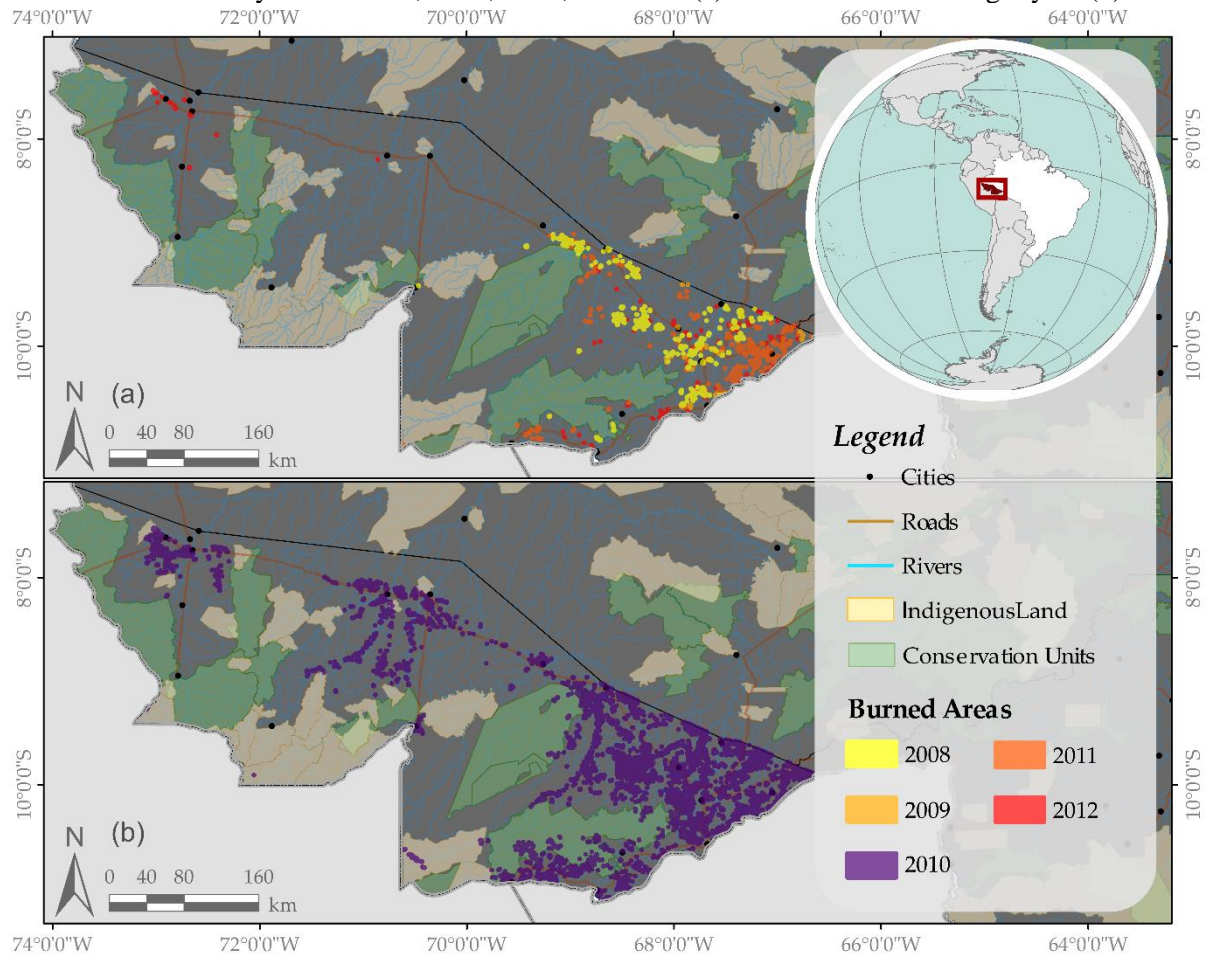 74°0'0"W 72°0'0"W 70°0'0"W 68°0'0"W 66°0'0"W 64°0'0"W
8°0'0"S 8°0'0"S
10°0'0"S 10°0'0"S
N (a)
0 40 80 160
km
Legend
Cities
Roads
Rivers
IndigenousLand
Conservation Units
Burned Areas
2008 2011
2009 2012
2010
8°0'0"S 8°0'0"S
10°0'0"S 10°0'0"S
N (b)
0 40 80 160
km
74°0'0"W 72°0'0"W 70°0'0"W 68°0'0"W 66°0'0"W 64°0'0"W